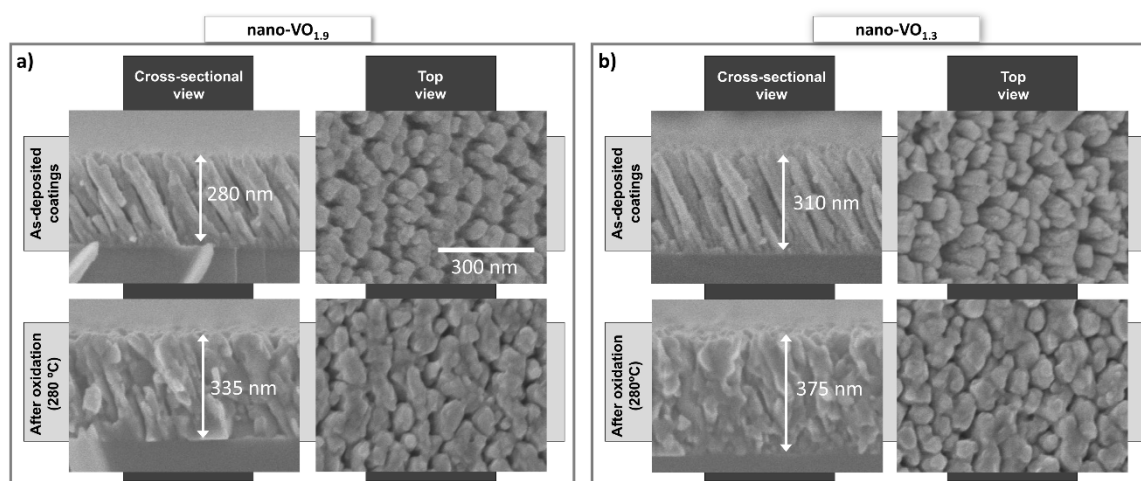 nano-VO1.9
a)
Cross-sectional
view
Top
view
As-deposited
coatings
280 nm
300 nm
After oxidation
(280 ºC)
335 nm
nano-VO1.3
b)
Cross-sectional
view
Top
view
As-deposited
coatings
310 nm
After oxidation
(280ºC)
375 nm